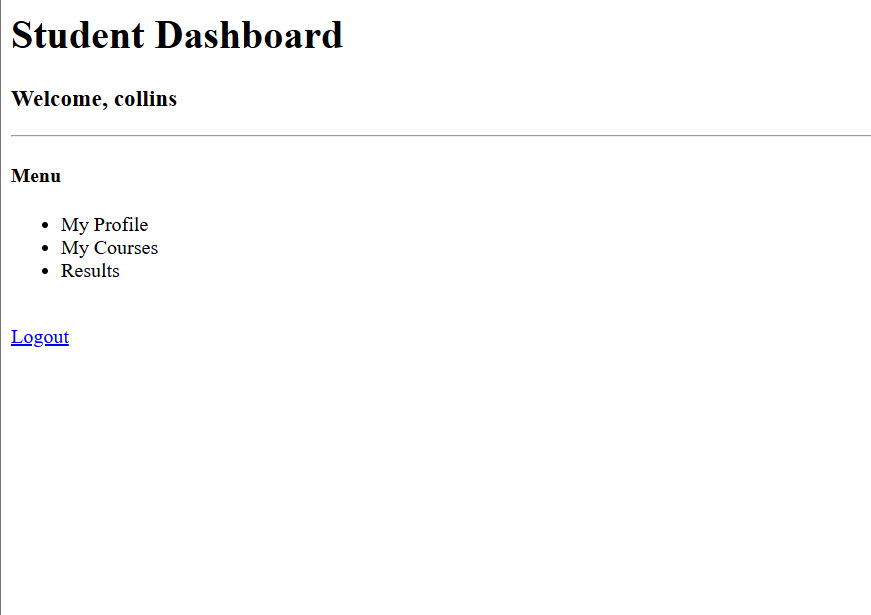 Student Dashboard
Welcome, collins
Menu
My Profile
My Courses
Results
Logout